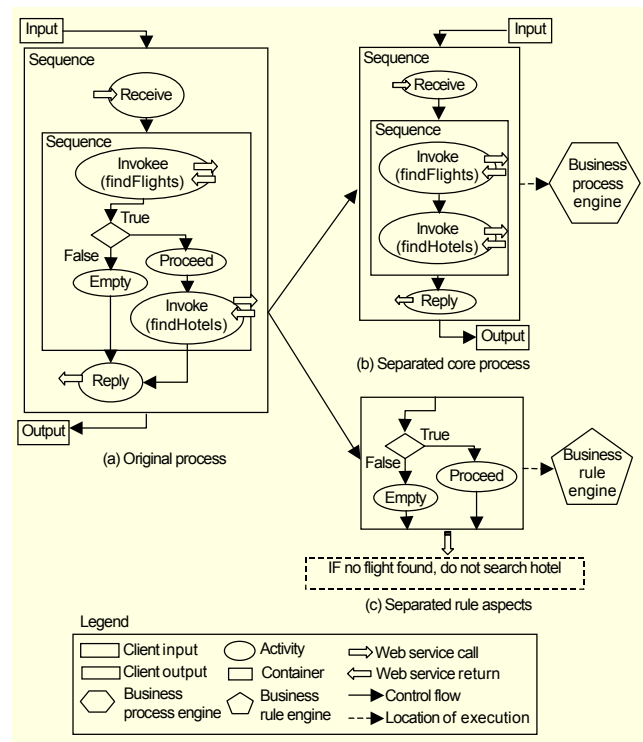 Input
Sequence
Receive
Sequence
Invokee
(findFlights)
True
False
Proceed
Empty
Invoke
(findHotels)
Reply
Output
(a) Original process
Input
Sequence
Receive
Sequence
Invoke
(findFlights)
Invoke
(findHotels)
Reply
Output
Business
process
engine
(b) Separated core process
True
False
Empty
Proceed
Business
rule
engine
IF no flight found, do not search hotel
(c) Separated rule aspects
Legend
Client input
Activity
Web service call
Client output
Container
Web service return
Business
process engine
Business
rule engine
Control flow
Location of execution